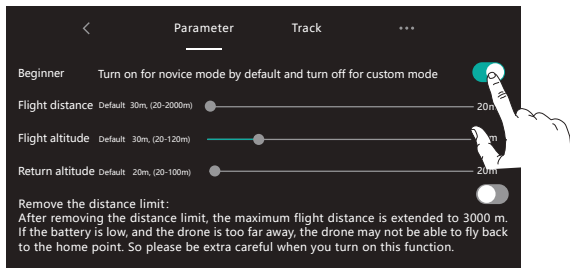 Parameter Track
Beginner Turn on for novice mode by default and turn off for custom mode
Flight distance Default 30m, (20-2000m) 20m
Flight altitude Default 30m, (20-120m) m
Return altitude Default 20m, (20-100m) 20m
Remove the distance limit:
After removing the distance limit, the maximum flight distance is extended to 3000 m.
If the battery is low, and the drone is too far away, the drone may not be able to fly back
to the home point. So please be extra careful when you turn on this function.